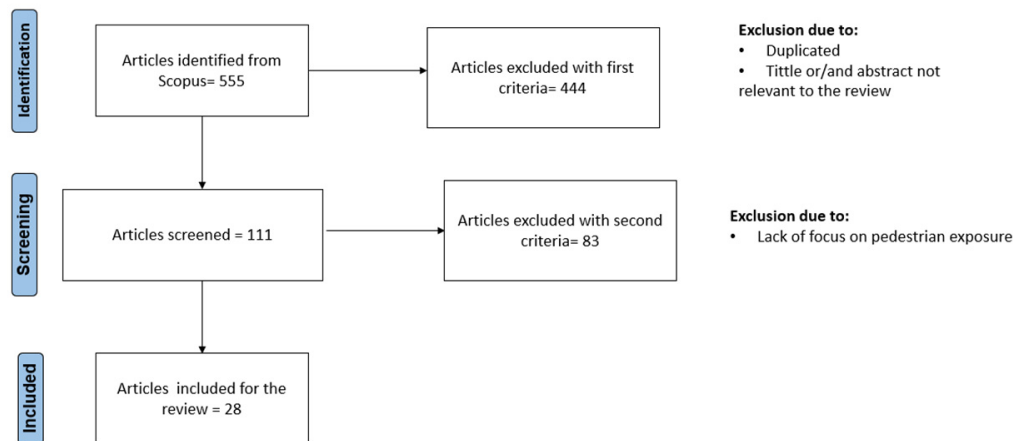 Identification
Articles identified from
Scopus= 555
Articles excluded with first
criteria= 444
Exclusion due to:
• Duplicated
• Tittle or/and abstract not
relevant to the review
Screening
Articles screened = 111
Articles excluded with second
criteria= 83
Exclusion due to:
• Lack of focus on pedestrian exposure
Included
Articles included for the
review = 28